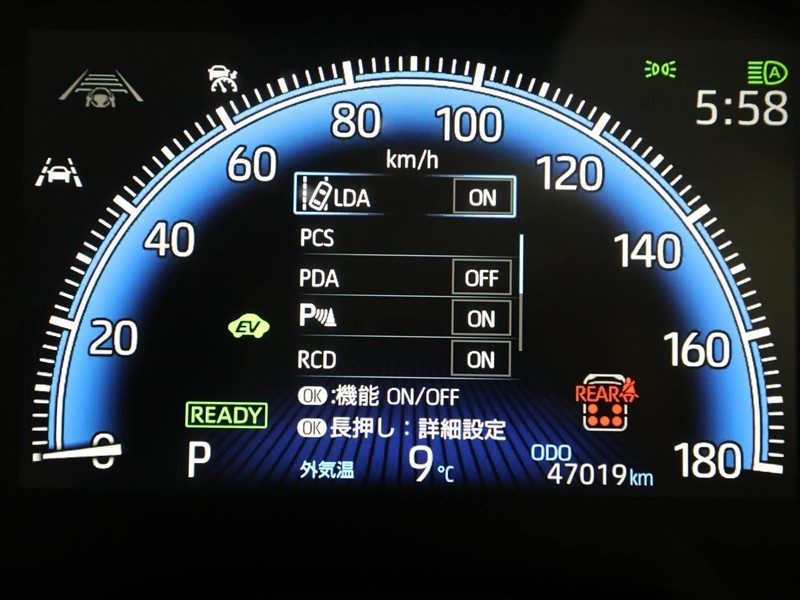 5:58
80
100
km/h
60
120
LDA ON
40
PCS
140
PDA OFF
P ON
20
EV
160
RCD ON
REAR
OK:機能 ON/OFF
READY
OK長押し:詳細設定
0
P
外気温 9℃
ODO
47019km
180
A